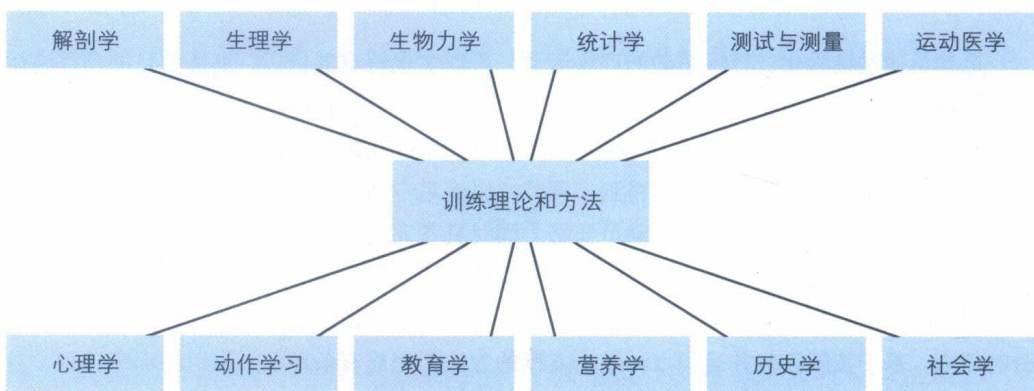 解剖学
生理学
生物力学
统计学
测试与测量
运动医学
训练理论和方法
心理学
动作学习
教育学
营养学
历史学
社会学